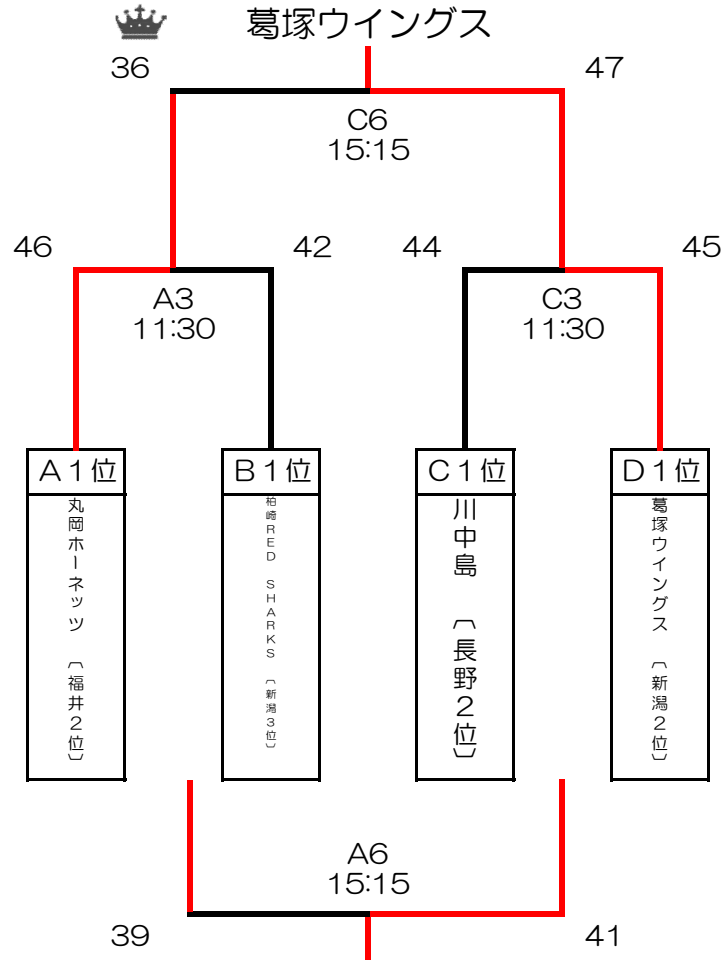 葛塚ウイングス
36
47
C6
15:15
46
42
44
45
A3
11:30
C3
11:30
A1位
B1位
C1位
D1位
丸岡ホーネッツ 〔福井2位〕
柏崎RED SHARKS 〔新潟3位〕
川中島 〔長野2位〕
葛塚ウイングス 〔新潟2位〕
A6
15:15
39
41